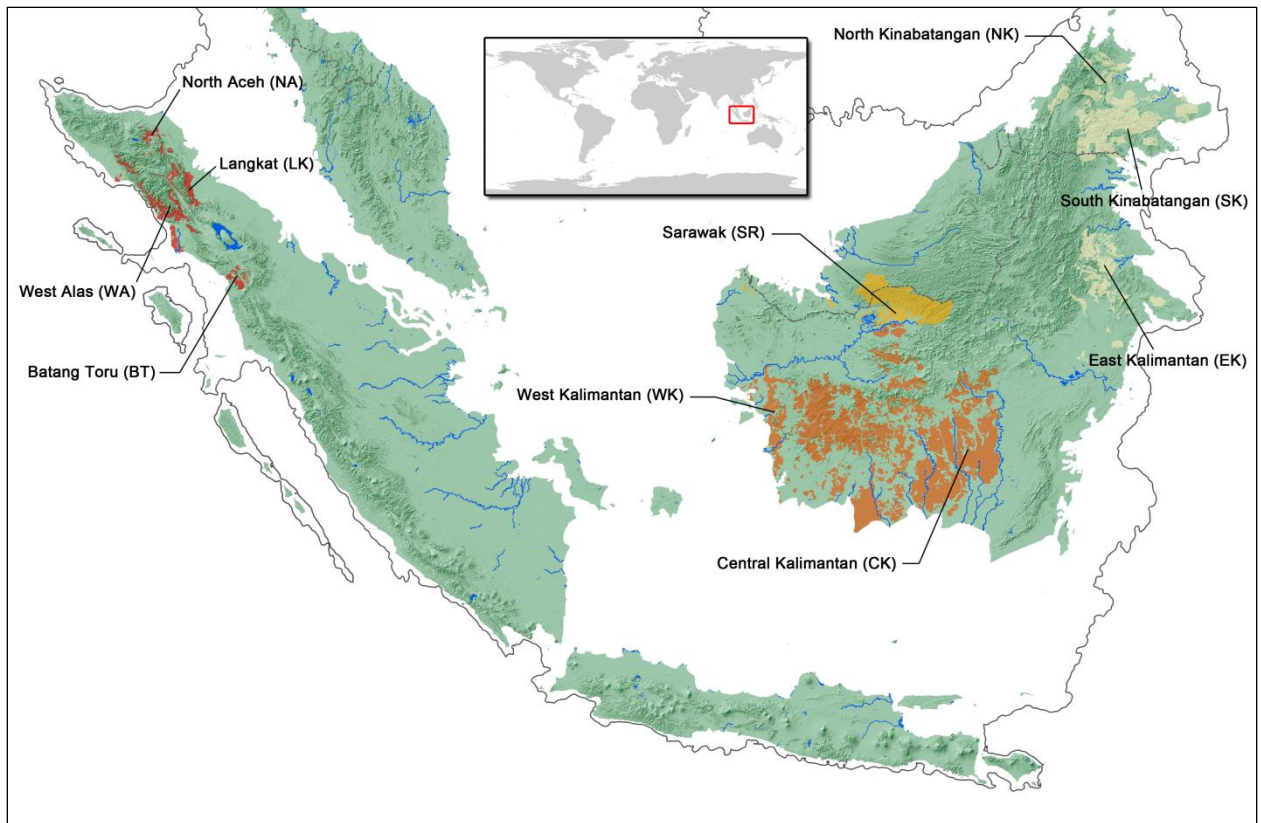 North Kinabatangan (NK)
North Aceh (NA)
Langkat (LK)
South Kinabatangan (SK)
Sarawak (SR)
West Alas (WA)
East Kalimantan (EK)
Batang Toru (BT)
West Kalimantan (WK)
Central Kalimantan (CK)